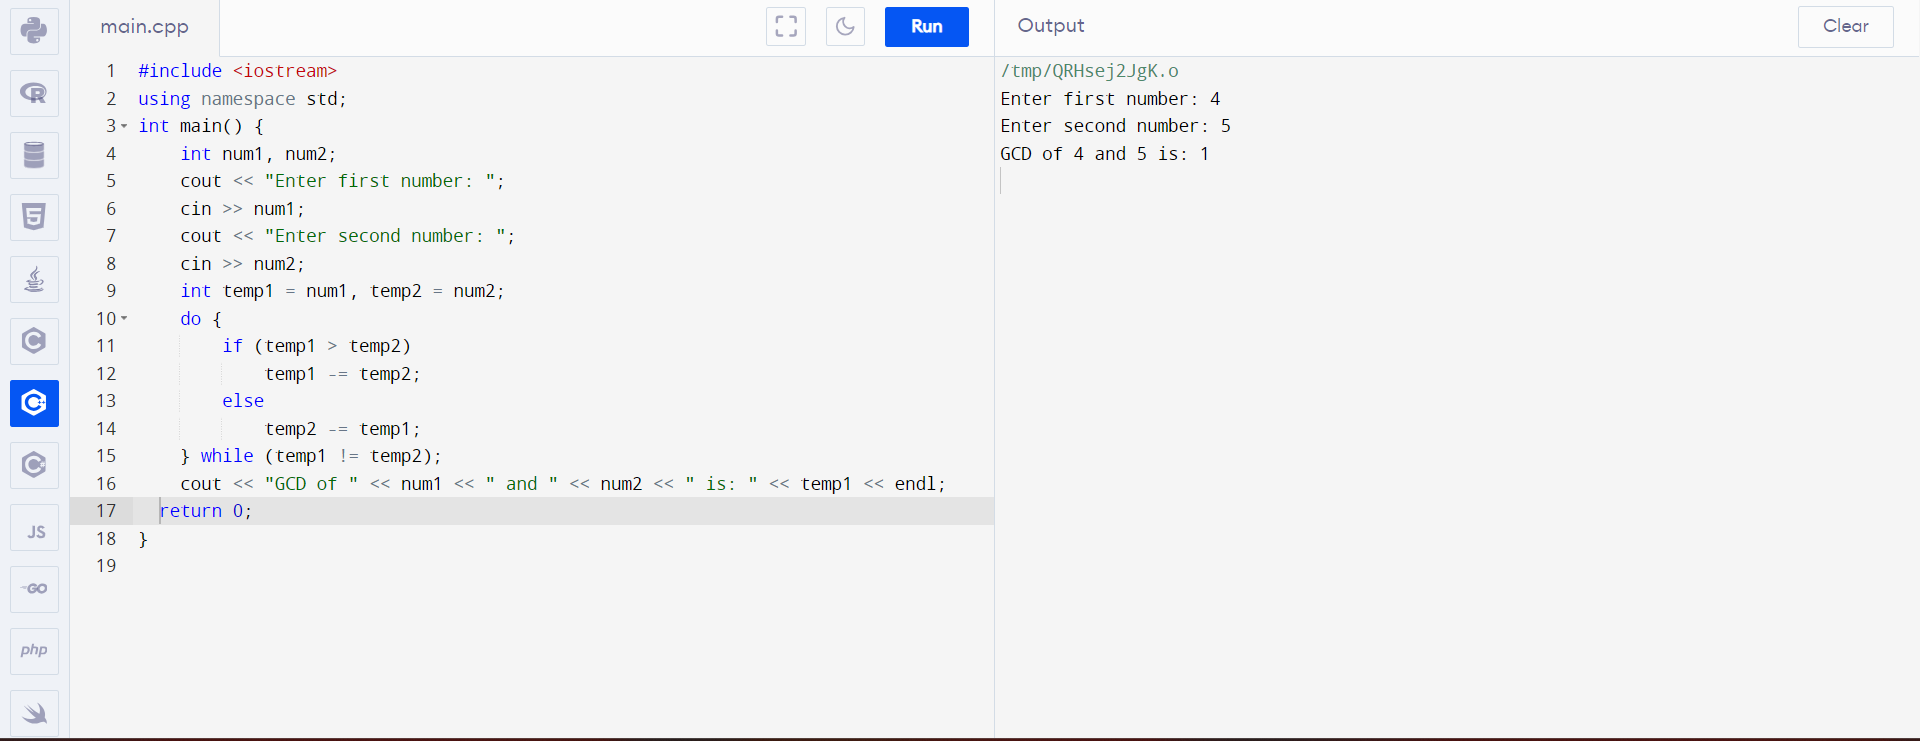 main.cpp
Run
Output
Clear
1 #include <iostream>
2 using namespace std;
3 int main() {
4     int num1, num2;
5     cout << "Enter first number: ";
6     cin >> num1;
7     cout << "Enter second number: ";
8     cin >> num2;
9     int temp1 = num1, temp2 = num2;
10     do {
11         if (temp1 > temp2)
12             temp1 -= temp2;
13         else
14             temp2 -= temp1;
15     } while (temp1 != temp2);
16     cout << "GCD of " << num1 << " and " << num2 << " is: " << temp1 << endl;
17   return 0;
18 }
19
/tmp/QRHsej2JgK.o
Enter first number: 4
Enter second number: 5
GCD of 4 and 5 is: 1
R
5
C
C++
C
JS
GO
php